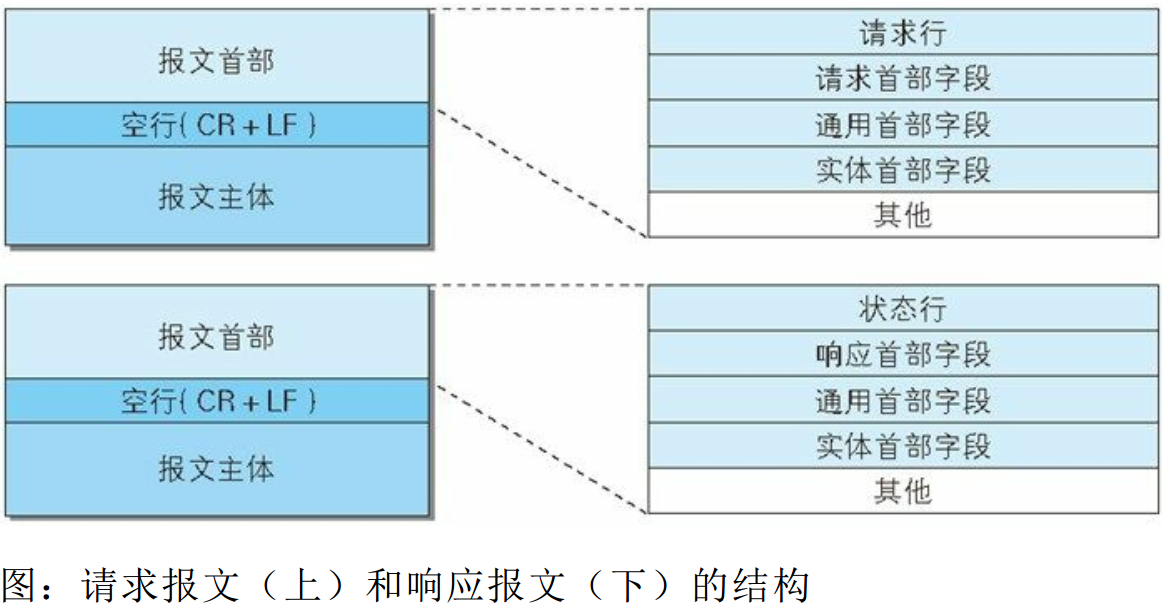 报文首部
空行( CR + LF )
报文主体
请求行
请求首部字段
通用首部字段
实体首部字段
其他
报文首部
空行( CR + LF )
报文主体
状态行
响应首部字段
通用首部字段
实体首部字段
其他
图：请求报文（上）和响应报文（下）的结构